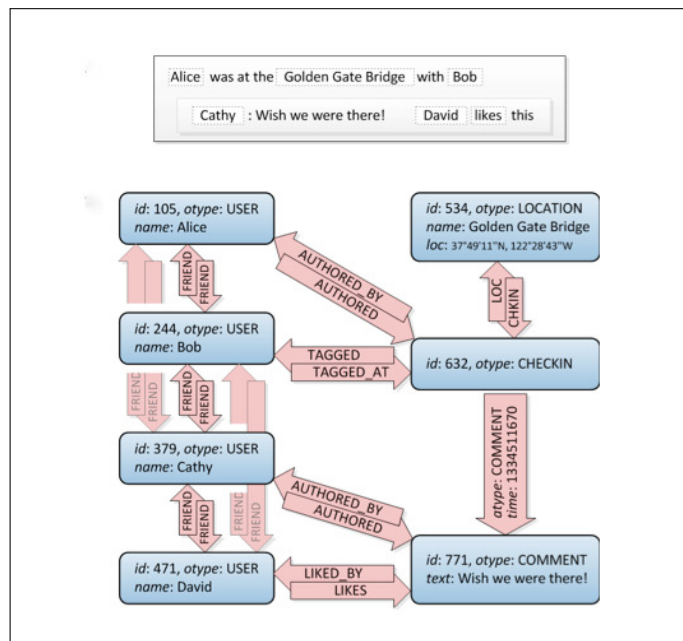 Alice was at the Golden Gate Bridge with Bob
Cathy : Wish we were there! David likes this
id: 105, otype: USER
name: Alice
id: 534, otype: LOCATION
name: Golden Gate Bridge
loc: 37°49'11"N, 122°28'43"W
FRIEND
FRIEND
AUTHORED_BY
AUTHORED
LOC
CHKIN
id: 244, otype: USER
name: Bob
TAGGED
TAGGED_AT
id: 632, otype: CHECKIN
FRIEND
FRIEND
FRIEND
FRIEND
atype: COMMENT
time: 1334511670
id: 379, otype: USER
name: Cathy
AUTHORED_BY
AUTHORED
FRIEND
FRIEND
FRIEND
FRIEND
id: 471, otype: USER
name: David
LIKED_BY
LIKES
id: 771, otype: COMMENT
text: Wish we were there!